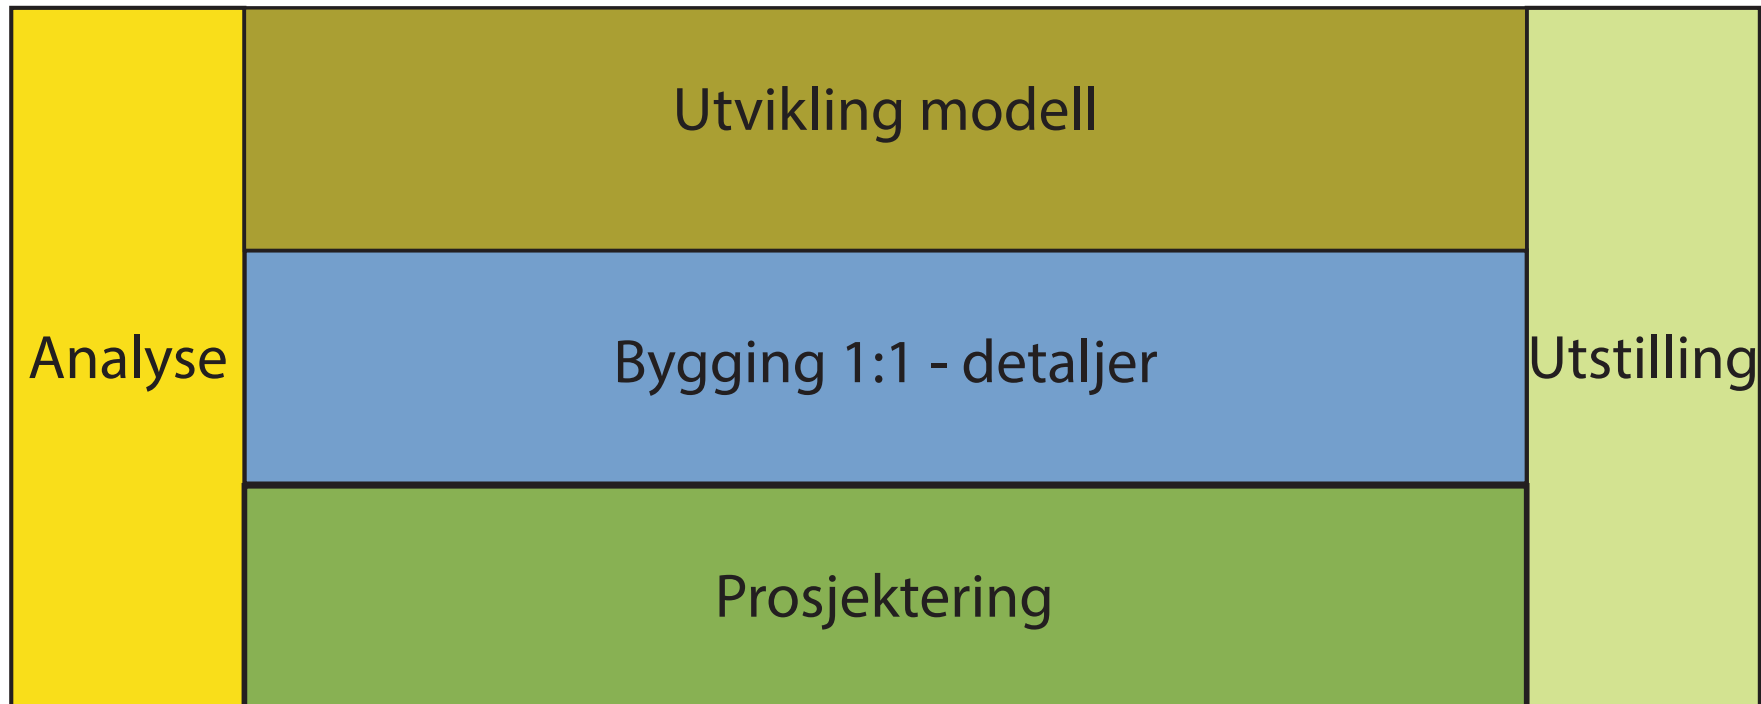 Utvikling modell
Analyse
Bygging 1:1 - detaljer
Utstilling
Prosjektering